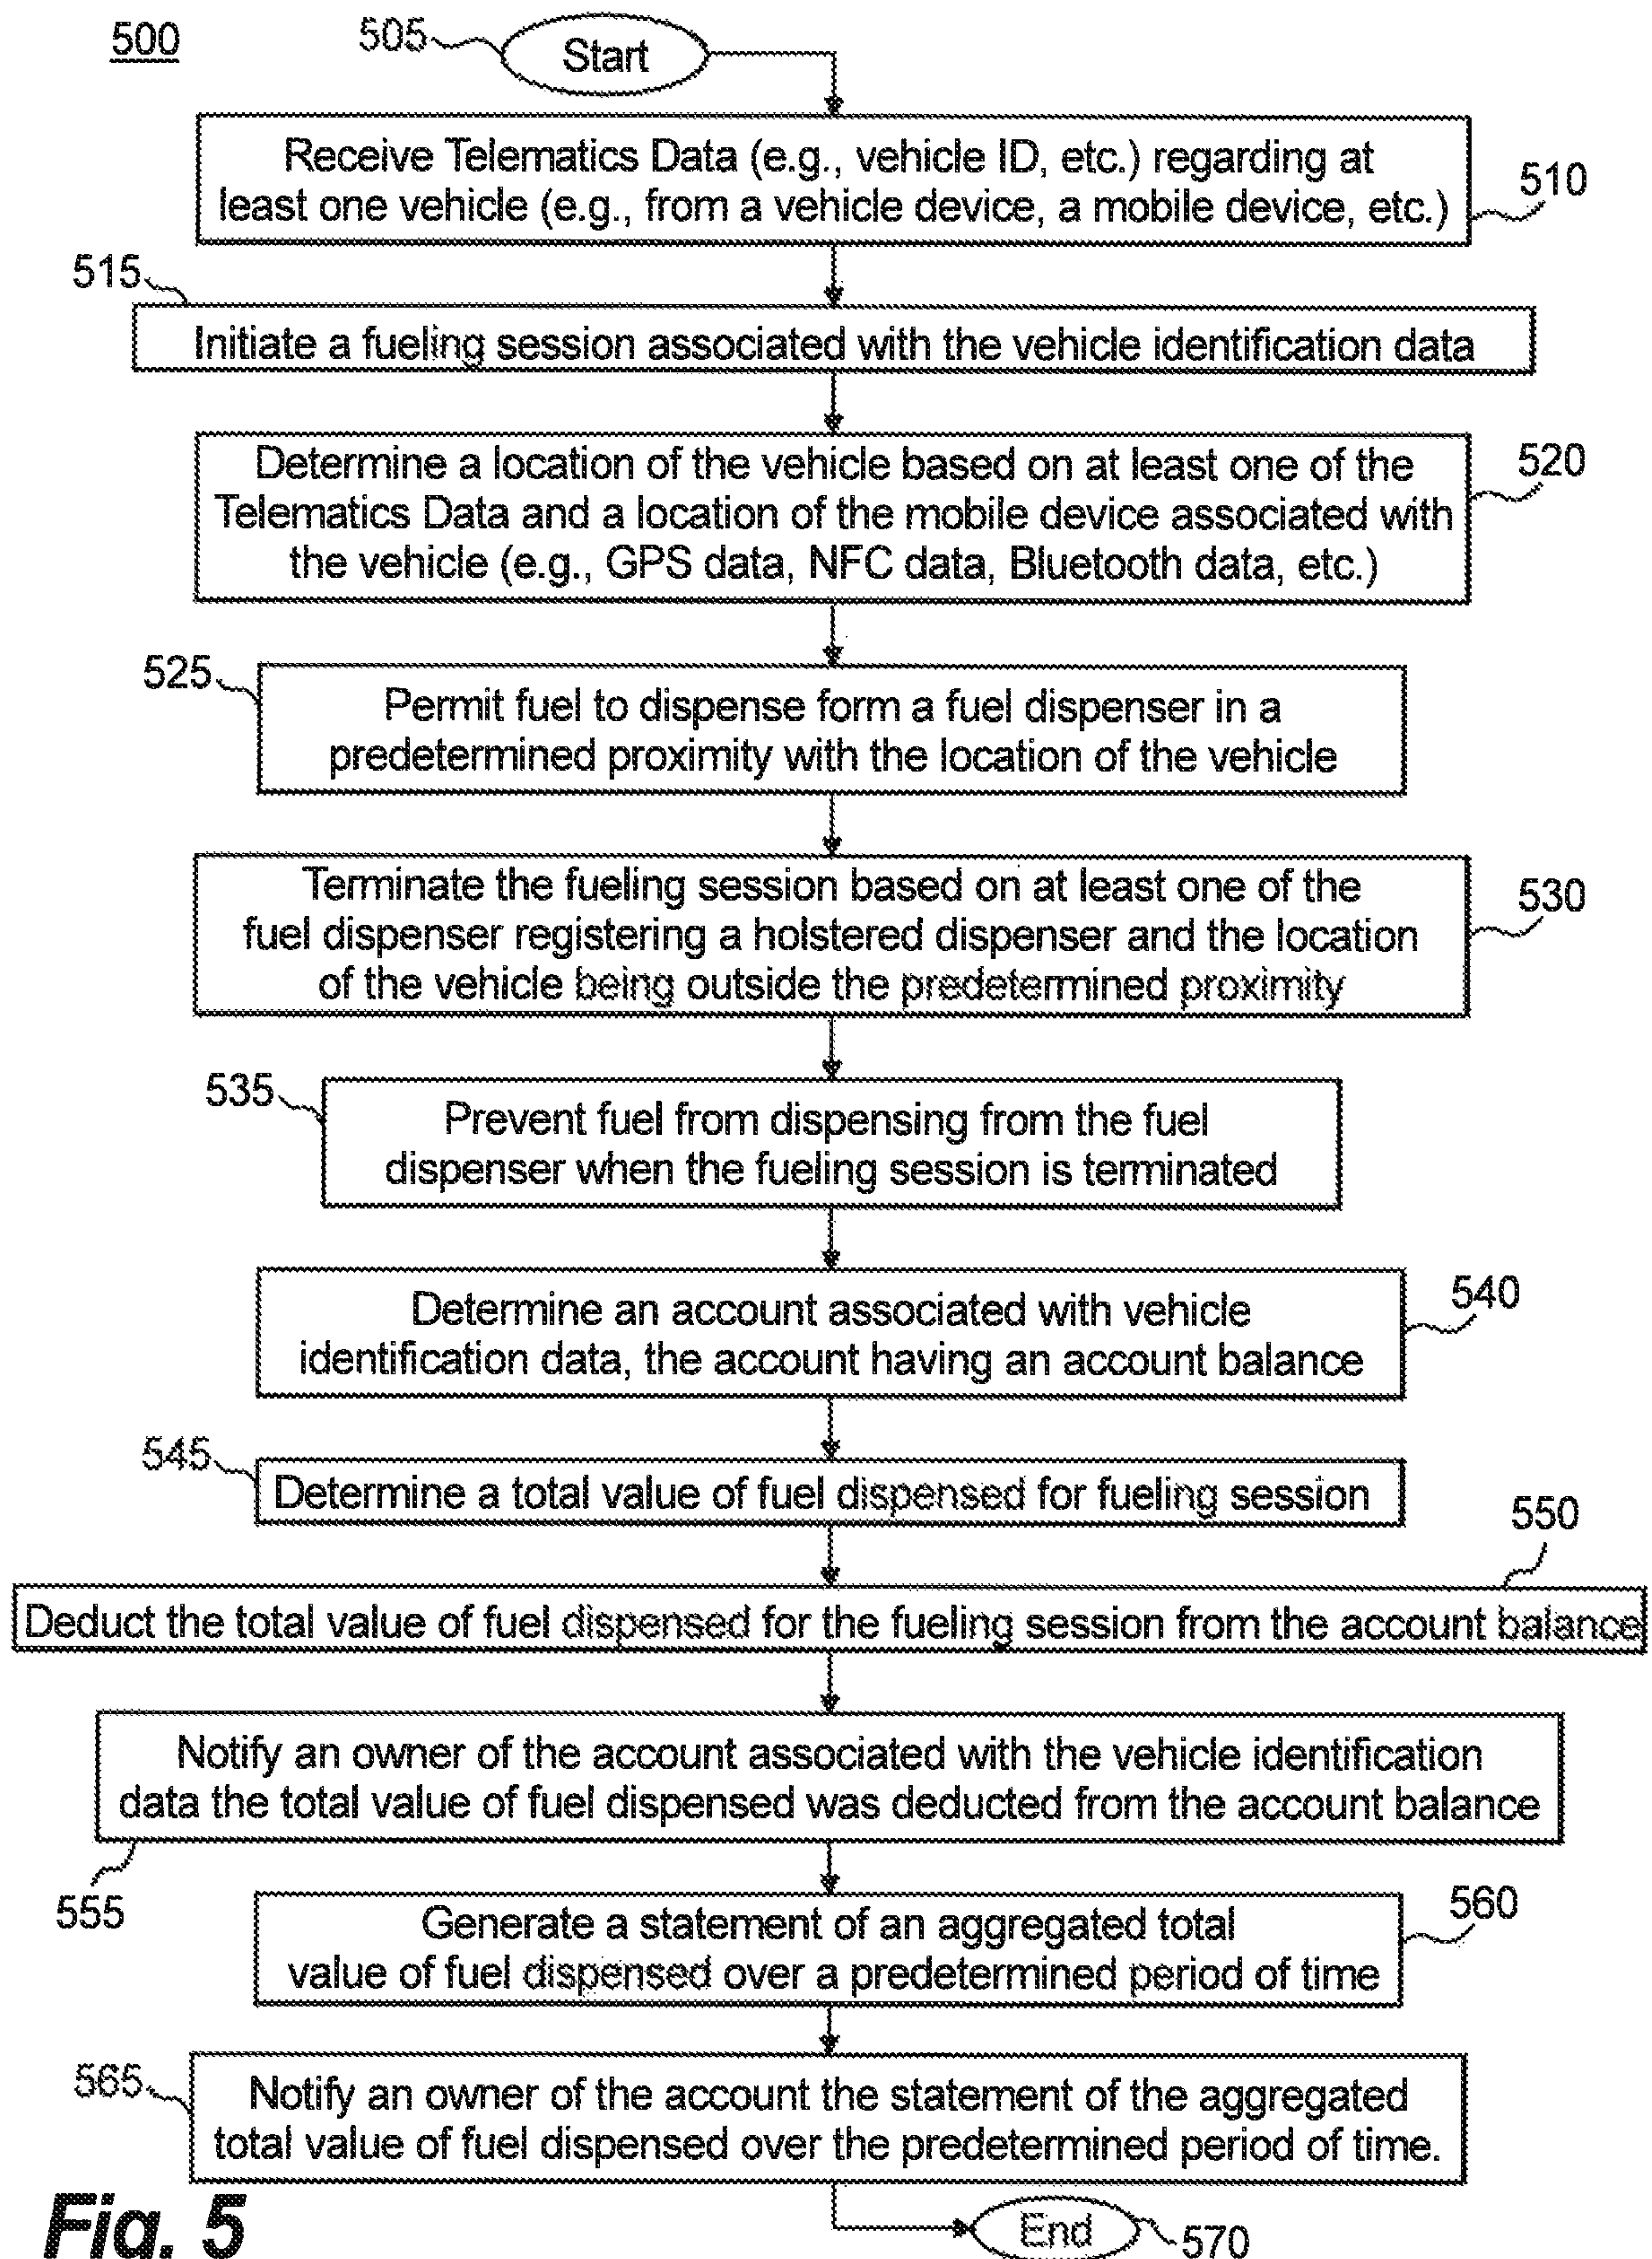 500
505
Start
Receive Telematics Data (e.g., vehicle ID, etc.) regarding at
least one vehicle (e.g., from a vehicle device, a mobile device, etc.)
510
515
Initiate a fueling session associated with the vehicle identification data
Determine a location of the vehicle based on at least one of the
Telematics Data and a location of the mobile device associated with
the vehicle (e.g., GPS data, NFC data, Bluetooth data, etc.)
520
525
Permit fuel to dispense form a fuel dispenser in a
predetermined proximity with the location of the vehicle
Terminate the fueling session based on at least one of the
fuel dispenser registering a holstered dispenser and the location
of the vehicle being outside the predetermined proximity
530
535
Prevent fuel from dispensing from the fuel
dispenser when the fueling session is terminated
Determine an account associated with vehicle
identification data, the account having an account balance
540
545
Determine a total value of fuel dispensed for fueling session
550
Deduct the total value of fuel dispensed for the fueling session from the account balance
Notify an owner of the account associated with the vehicle identification
data the total value of fuel dispensed was deducted from the account balance
555
Generate a statement of an aggregated total
value of fuel dispensed over a predetermined period of time
560
565
Notify an owner of the account the statement of the aggregated
total value of fuel dispensed over the predetermined period of time.
End
570
Fig. 5